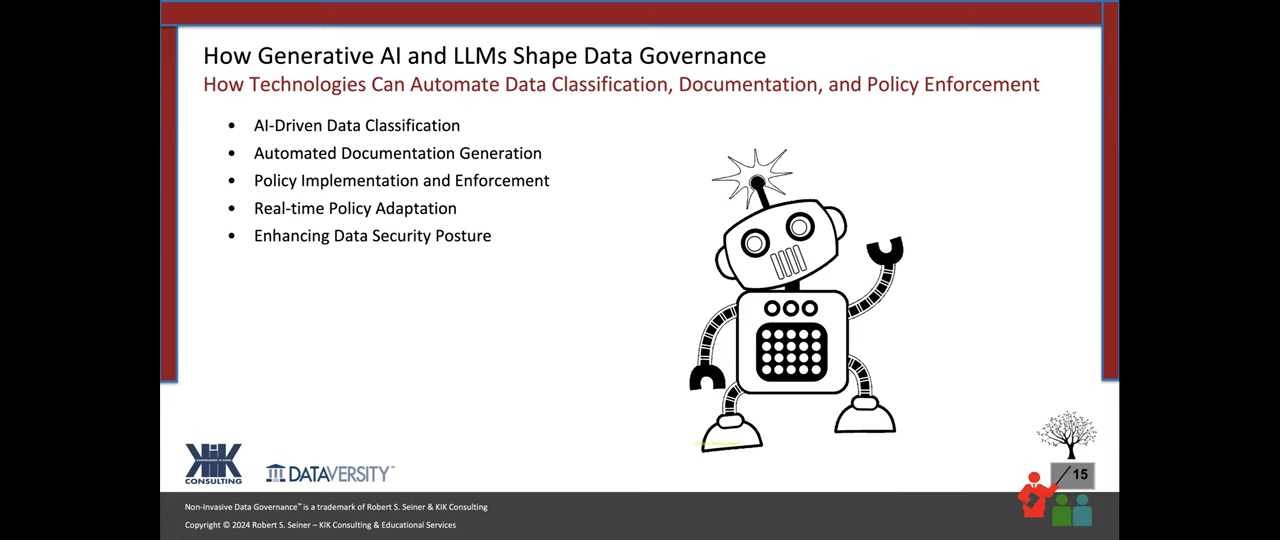 How Generative AI and LLMs Shape Data Governance
How Technologies Can Automate Data Classification, Documentation, and Policy Enforcement
• AI-Driven Data Classification
• Automated Documentation Generation
• Policy Implementation and Enforcement
• Real-time Policy Adaptation
• Enhancing Data Security Posture
KIK
CONSULTING
DATAVERSITY™
15
Non-Invasive Data Governance™ is a trademark of Robert S. Seiner & KIK Consulting
Copyright © 2024 Robert S. Seiner – KIK Consulting & Educational Services